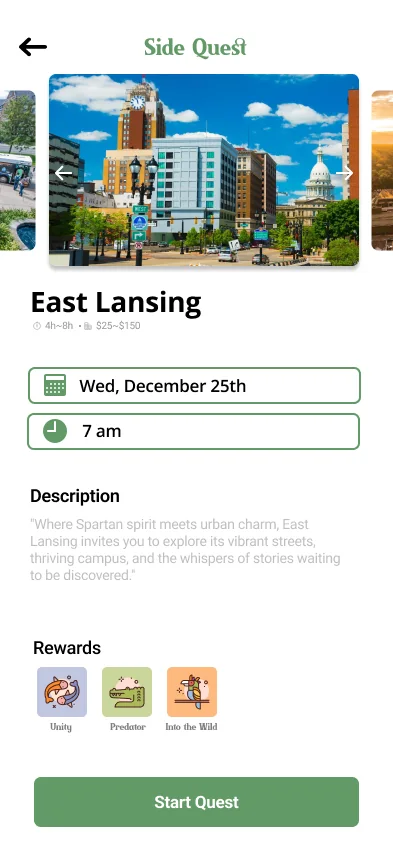 Side Quest
East Lansing
4h~8h • $25~$150
Wed, December 25th
7 am
Description
"Where Spartan spirit meets urban charm, East
Lansing invites you to explore its vibrant streets,
thriving campus, and the whispers of stories waiting
to be discovered."
Rewards
Unity Predator Into the Wild
Start Quest